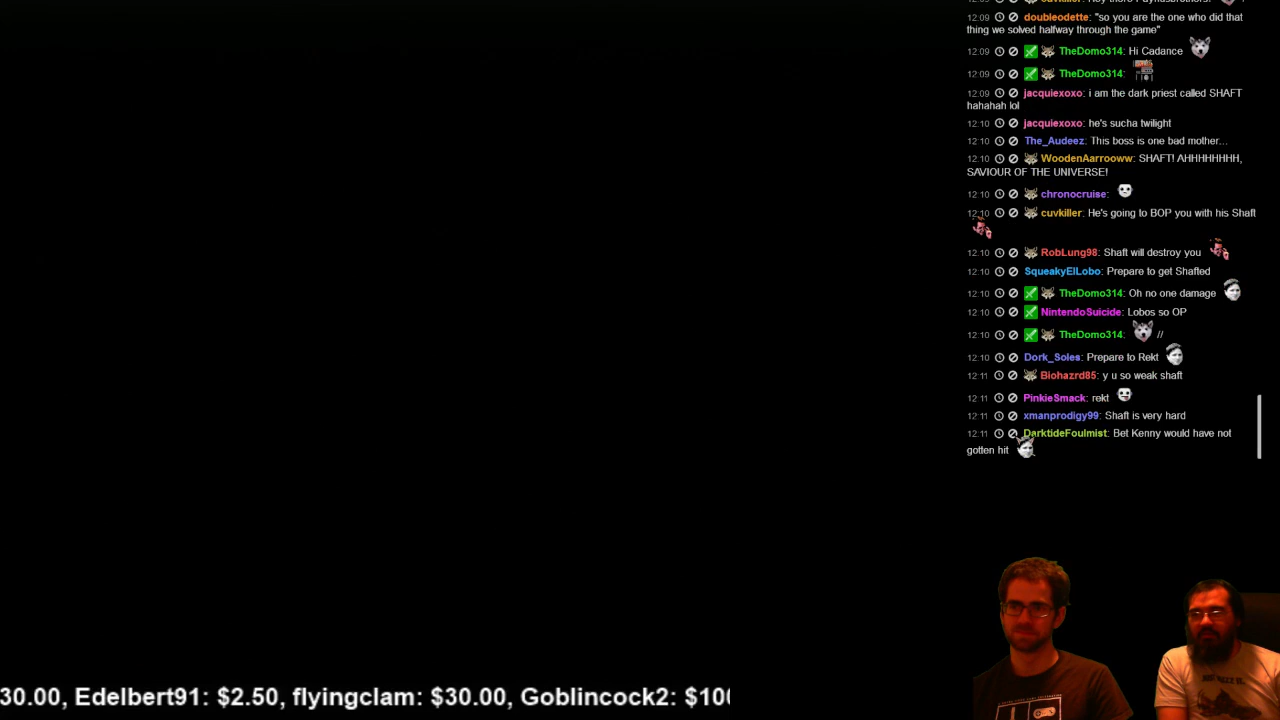 doubleodette: "so you are the one who did that
thing we solved halfway through the game"
12:09 TheDomo314: Hi Cadance
12:09 TheDomo314:
12:09 jacquiexoxo: i am the dark priest called SHAFT
hahahah lol
12:10 jacquiexoxo: he's sucha twilight
12:10 The_Audeez: This boss is one bad mother...
12:10 WoodenAarrooww: SHAFT! AHHHHHHHH,
SAVIOUR OF THE UNIVERSE!
12:10 chronocruise:
12:10 cuvkiller: He's going to BOP you with his Shaft
12:10 RobLung98: Shaft will destroy you
12:10 SqueakyElLobo: Prepare to get Shafted
12:10 TheDomo314: Oh no one damage
12:10 NintendoSuicide: Lobos so OP
12:10 TheDomo314: //
12:10 Dork_Soles: Prepare to Rekt
12:11 Biohazrd85: y u so weak shaft
12:11 PinkieSmack: rekt
12:11 xmanprodigy99: Shaft is very hard
12:11 DarktideFoulmist: Bet Kenny would have not
gotten hit
30.00, Edelbert91: $2.50, flyingclam: $30.00, Goblincock2: $10